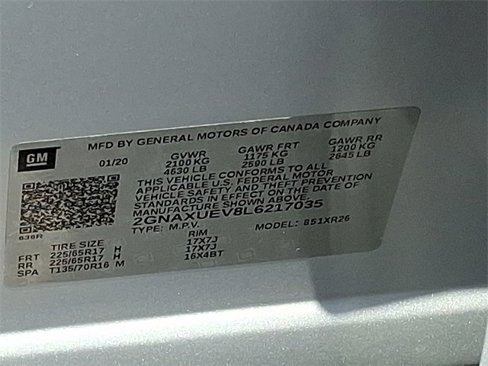 MFD BY GENERAL MOTORS OF CANADA COMPANY
GM
01/20
GVWR GAWR FRT GAWR RR
2100 KG 1175 KG 1200 KG
4630 LB 2590 LB 2645 LB
THIS VEHICLE CONFORMS TO ALL
APPLICABLE U.S. FEDERAL MOTOR
VEHICLE SAFETY AND THEFT PREVENTION
STANDARDS IN EFFECT ON THE DATE OF
MANUFACTURE SHOWN ABOVE.
2GNAXUEV8L6217035
TYPE: M.P.V. MODEL: 851XR26
TIRE SIZE RIM
FRT 225/65R17 H 17X7J
RR 225/65R17 H 17X7J
SPA T135/70R16 M 16X4BT